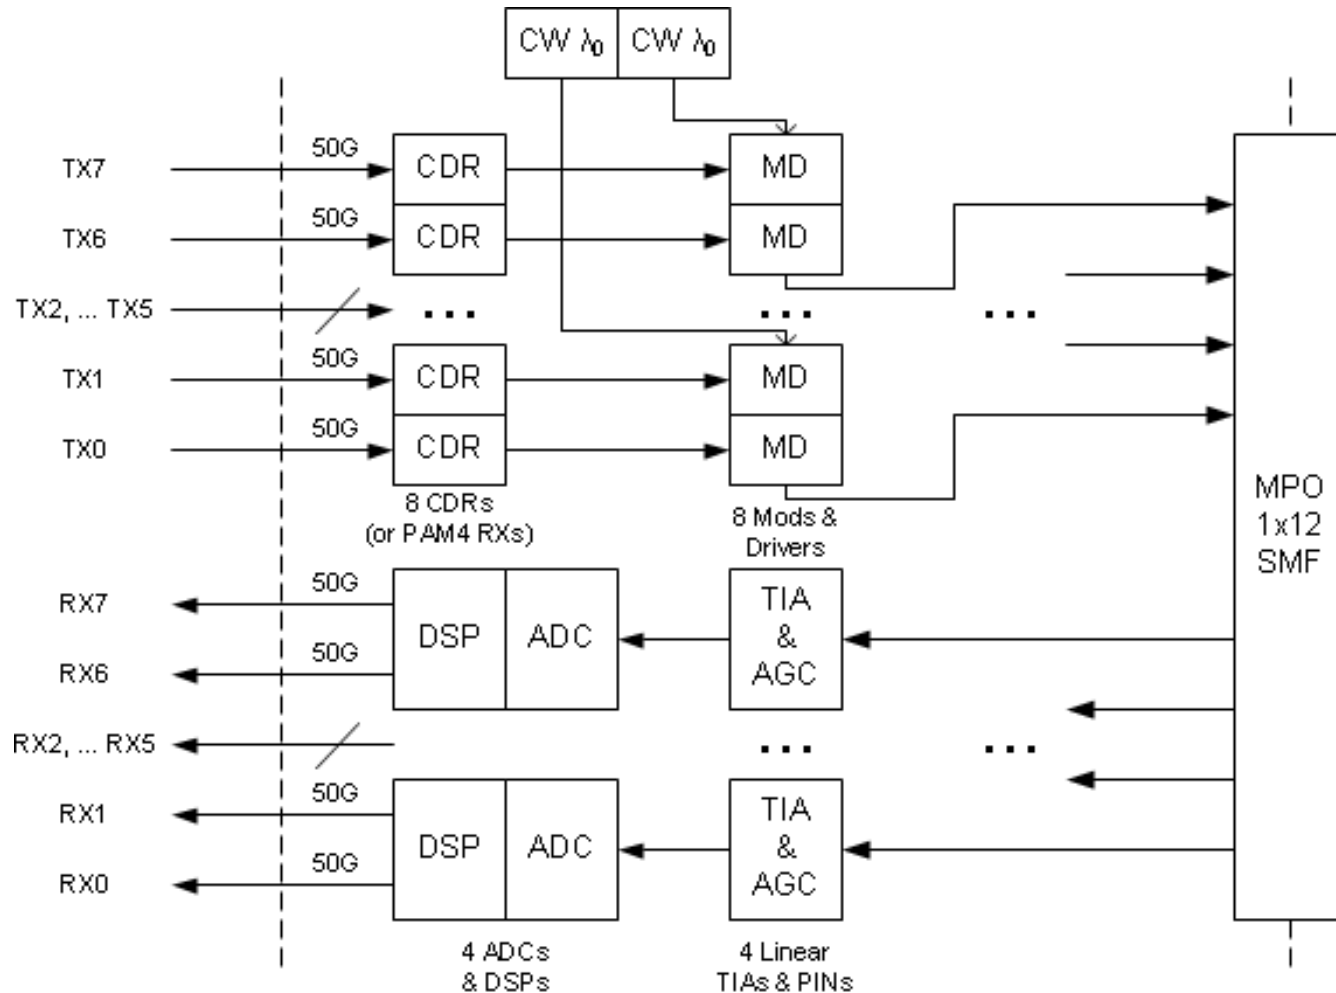 CW λ0 CW λ0
TX7 50G CDR MD
TX6 50G CDR MD
TX2, ... TX5 ... ... ...
TX1 50G CDR MD
TX0 50G CDR MD
8 CDRs
(or PAM4 RXs)
8 Mods &
Drivers
MPO
1x12
SMF
RX7 50G
RX6 50G
DSP ADC
TIA
&
AGC
RX2, ... RX5 ... ...
RX1 50G
RX0 50G
DSP ADC
TIA
&
AGC
4 ADCs
& DSPs
4 Linear
TIAs & PINs